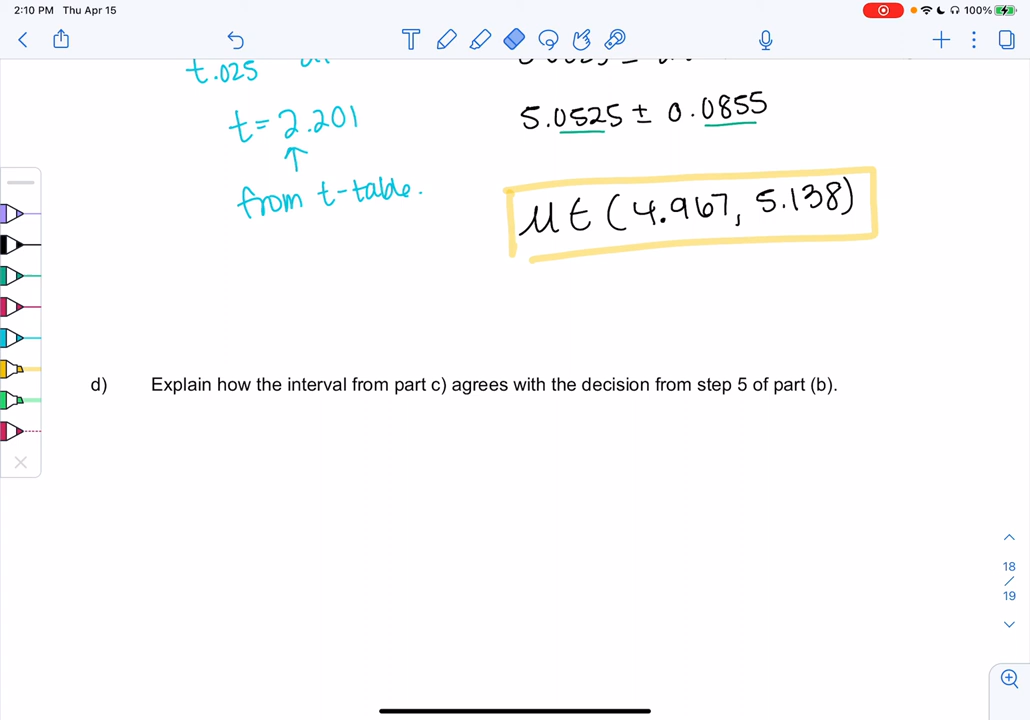 2:10 PM Thu Apr 15
100%
t.025
t = 2.201
from t-table.
5.0525 ± 0.0855
μ ε (4.967, 5.138)
d) Explain how the interval from part c) agrees with the decision from step 5 of part (b).
18
/
19